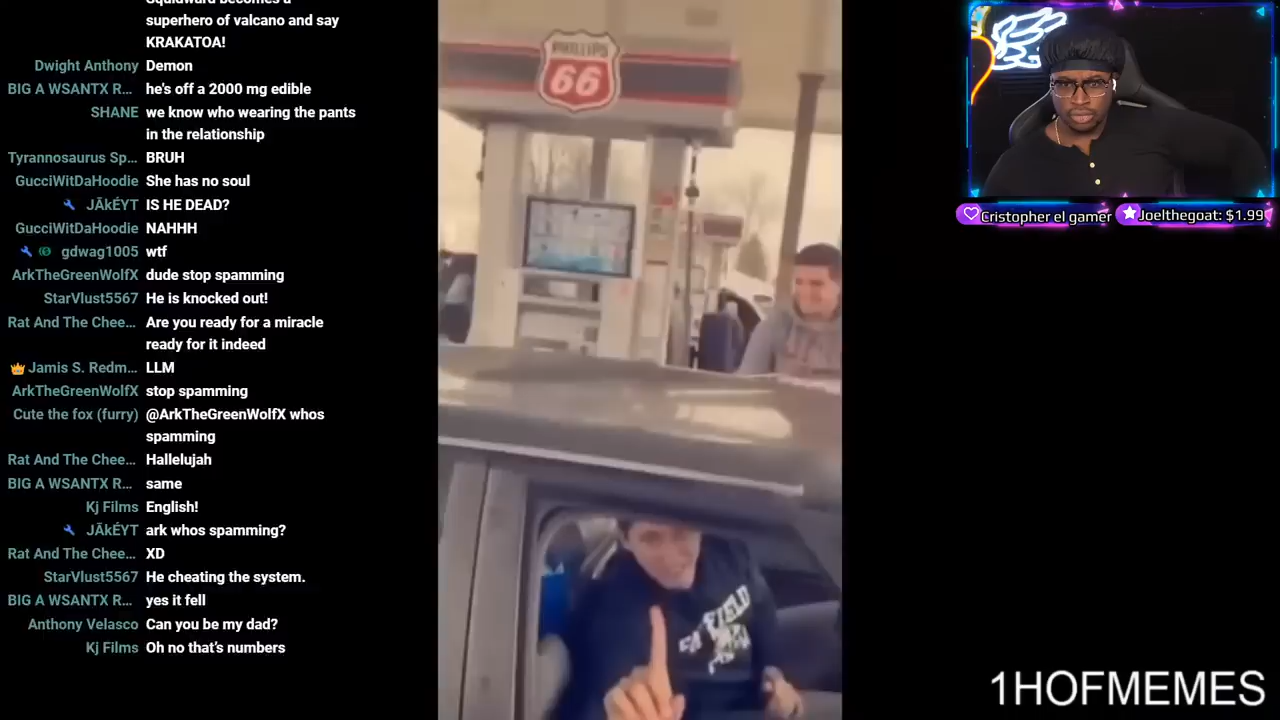 Squidward becomes a
superhero of valcano and say
KRAKATOA!
Dwight Anthony Demon
BIG A WSANTX R... he's off a 2000 mg edible
SHANE we know who wearing the pants
in the relationship
Tyrannosaurus Sp... BRUH
GucciWitDaHoodie She has no soul
JĀkÉYT IS HE DEAD?
GucciWitDaHoodie NAHHH
gdwag1005 wtf
ArkTheGreenWolfX dude stop spamming
StarVlust5567 He is knocked out!
Rat And The Chee... Are you ready for a miracle
ready for it indeed
Jamis S. Redm... LLM
ArkTheGreenWolfX stop spamming
Cute the fox (furry) @ArkTheGreenWolfX whos
spamming
Rat And The Chee... Hallelujah
BIG A WSANTX R... same
Kj Films English!
JĀkÉYT ark whos spamming?
Rat And The Chee... XD
StarVlust5567 He cheating the system.
BIG A WSANTX R... yes it fell
Anthony Velasco Can you be my dad?
Kj Films Oh no that's numbers
PHILLIPS
66
Cristopher el gamer
Joelthegoat: $1.99
1HOFMEMES